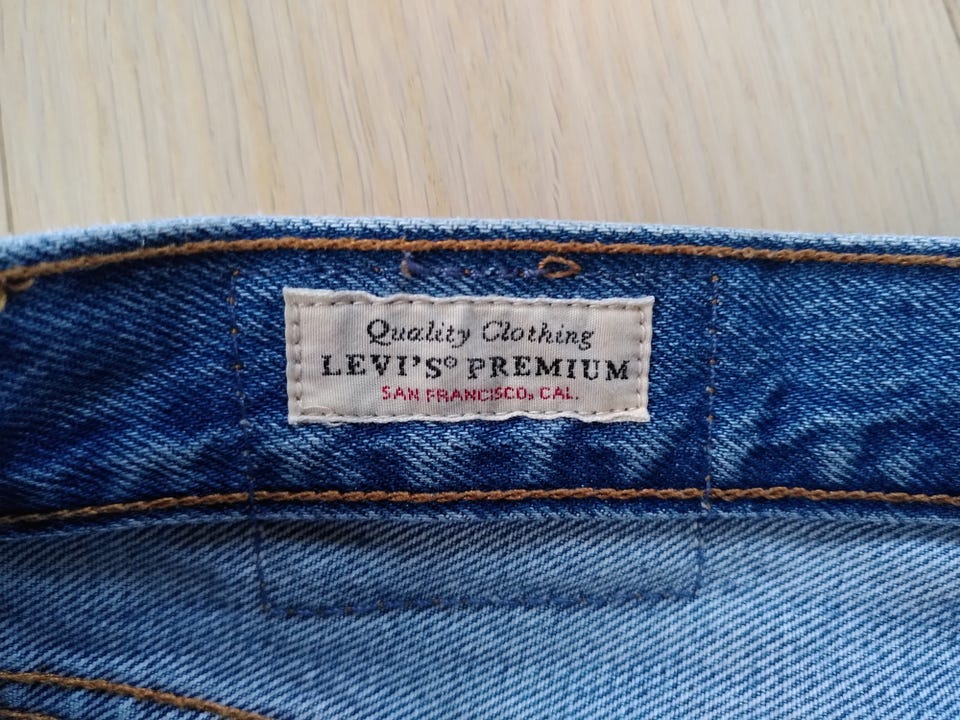 Quality Clothing
LEVI'S® PREMIUM
SAN FRANCISCO, CAL.